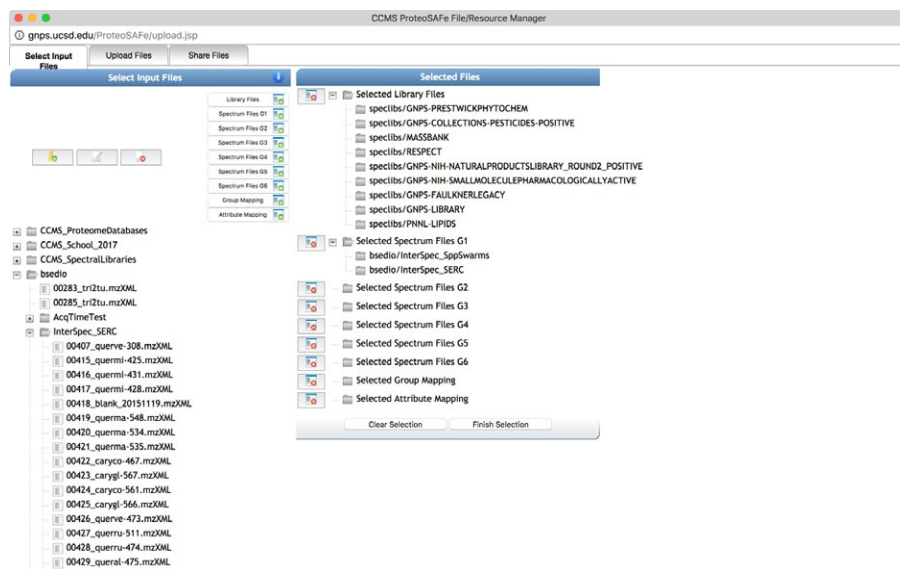 CCMS ProteoSAFe File/Resource Manager
gnps.ucsd.edu/ProteoSAFe/upload.jsp
Select Input Files
Upload Files
Share Files
Select Input Files
Library Files
Spectrum Files G1
Spectrum Files G2
Spectrum Files G3
Spectrum Files G4
Spectrum Files G5
Spectrum Files G6
Group Mapping
Attribute Mapping
CCMS_ProteomeDatabases
CCMS_School_2017
CCMS_SpectralLibraries
bsedio
00283_tri2tu.mzXML
00285_tri2tu.mzXML
AcqTimeTest
InterSpec_SERC
00407_querve-308.mzXML
00415_quermi-425.mzXML
00416_quermi-431.mzXML
00417_quermi-428.mzXML
00418_blank_20151119.mzXML
00419_querma-548.mzXML
00420_querma-534.mzXML
00421_querma-535.mzXML
00422_caryco-467.mzXML
00423_carygl-567.mzXML
00424_caryco-561.mzXML
00425_carygl-566.mzXML
00426_querve-473.mzXML
00427_querru-511.mzXML
00428_querru-474.mzXML
00429_queral-475.mzXML
Selected Files
Selected Library Files
speclibs/GNPS-PRESTWICKPHYTOCHEM
speclibs/GNPS-COLLECTIONS-PESTICIDES-POSITIVE
speclibs/MASSBANK
speclibs/RESPECT
speclibs/GNPS-NIH-NATURALPRODUCTSLIBRARY_ROUND2_POSITIVE
speclibs/GNPS-NIH-SMALLMOLECULEPHARMACOLOGICALLYACTIVE
speclibs/GNPS-FAULKNERLEGACY
speclibs/GNPS-LIBRARY
speclibs/PNNL-LIPIDS
Selected Spectrum Files G1
bsedio/InterSpec_SppSwarms
bsedio/InterSpec_SERC
Selected Spectrum Files G2
Selected Spectrum Files G3
Selected Spectrum Files G4
Selected Spectrum Files G5
Selected Spectrum Files G6
Selected Group Mapping
Selected Attribute Mapping
Clear Selection
Finish Selection